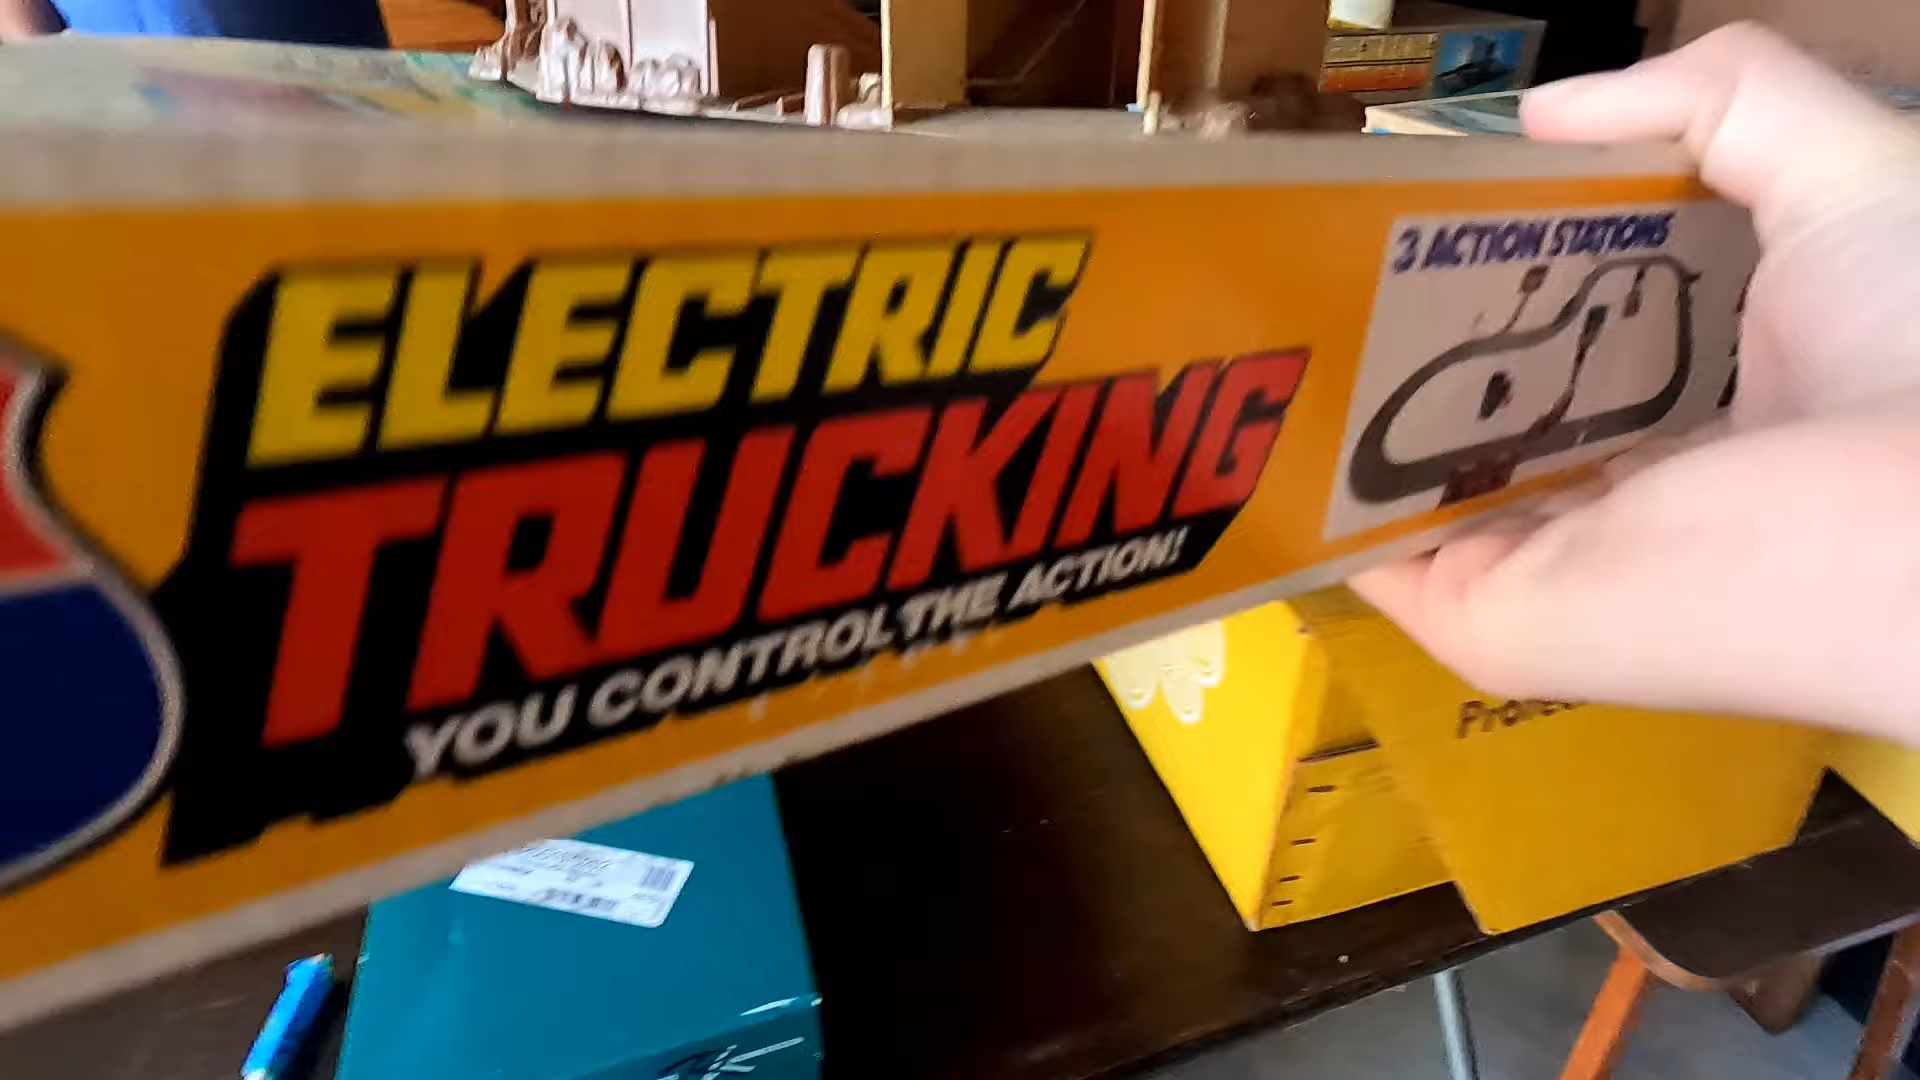 ELECTRIC
TRUCKING
YOU CONTROL THE ACTION!
3 ACTION STATIONS